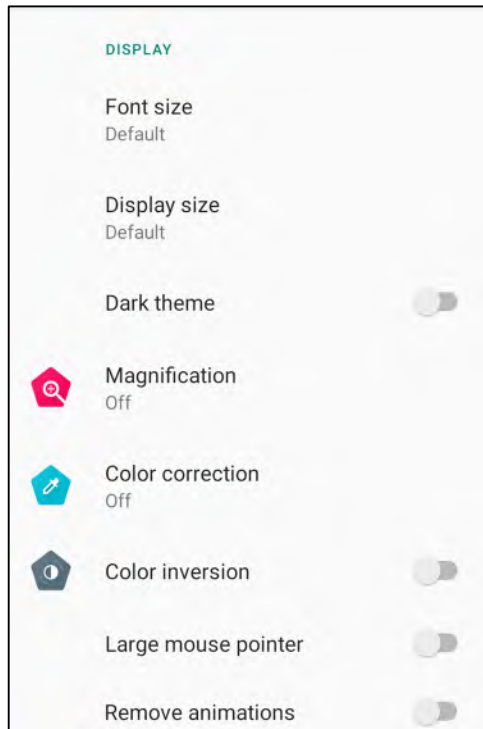 DISPLAY
Font size
Default
Display size
Default
Dark theme
Magnification
Off
Color correction
Off
Color inversion
Large mouse pointer
Remove animations